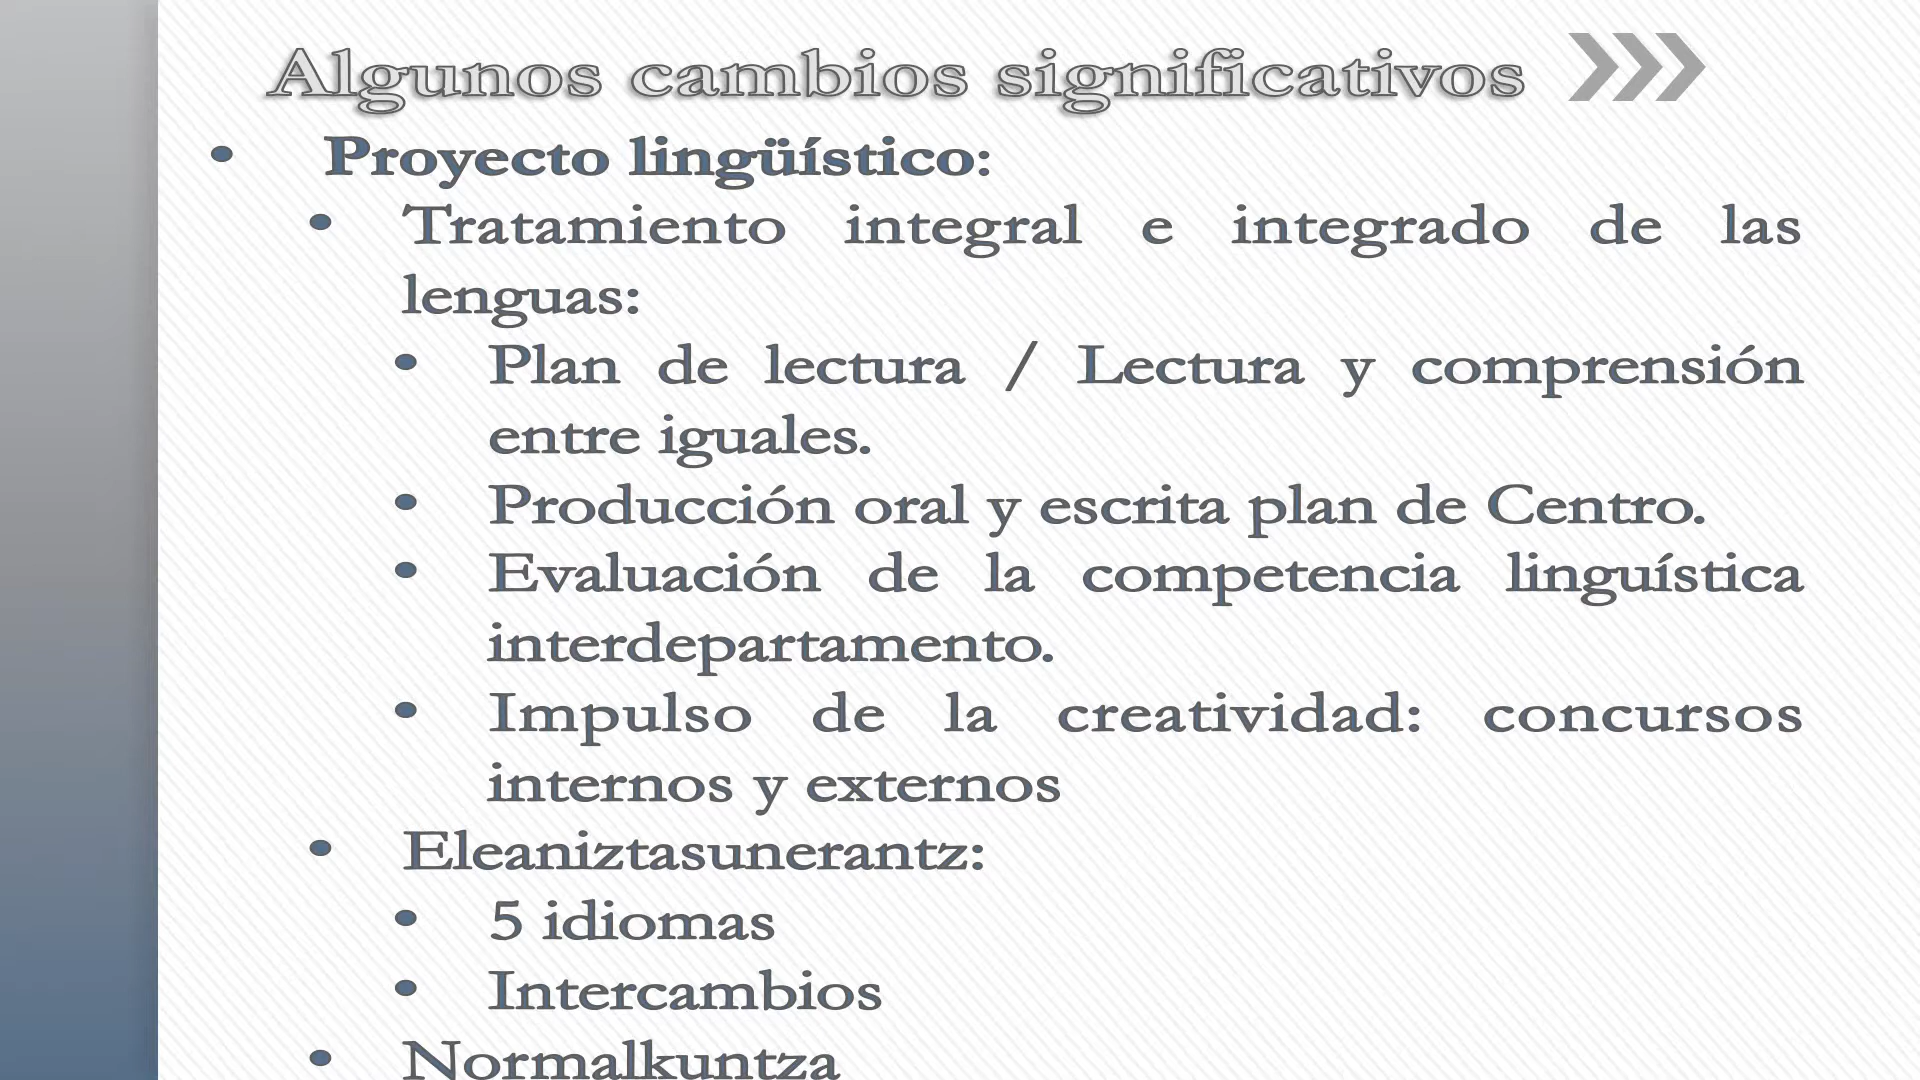 Algunos cambios significativos
• Proyecto lingüístico:
• Tratamiento integral e integrado de las
lenguas:
• Plan de lectura / Lectura y comprensión
entre iguales.
• Producción oral y escrita plan de Centro.
• Evaluación de la competencia linguística
interdepartamento.
• Impulso de la creatividad: concursos
internos y externos
• Eleaniztasunerantz:
• 5 idiomas
• Intercambios
• Normalkuntza